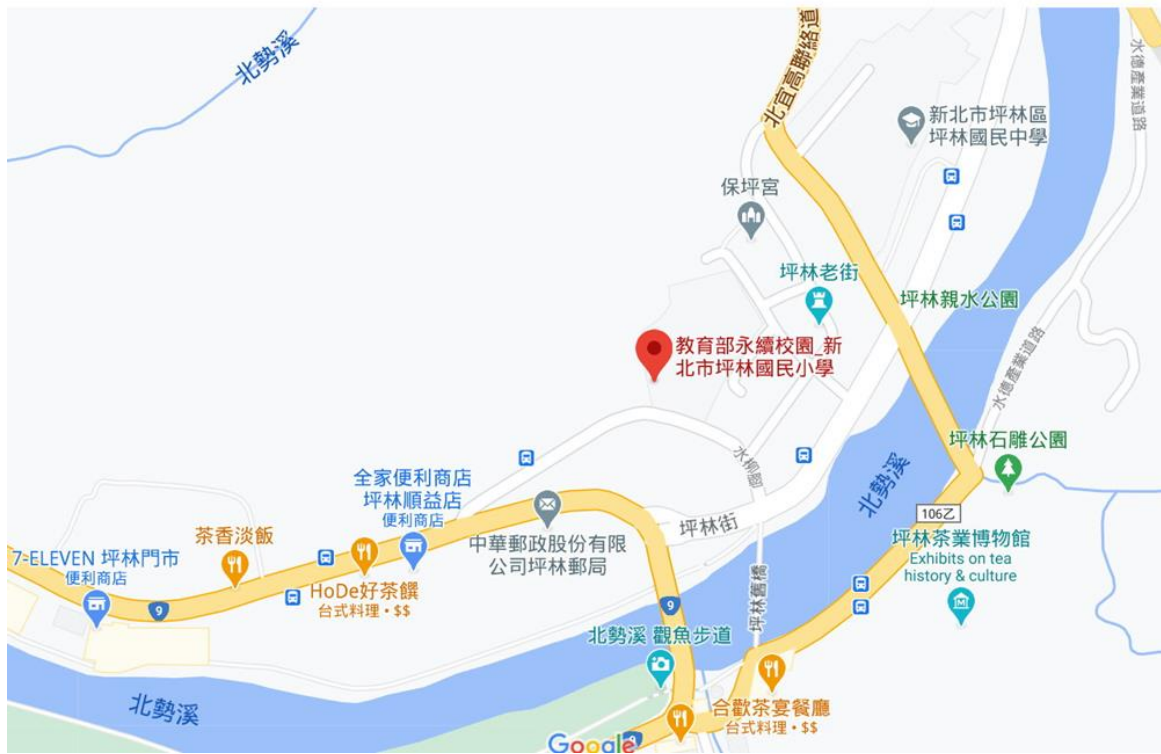 北勢溪
北宜高聯絡道
水德產業道路
新北市坪林區
坪林國民中學
保坪宮
坪林老街
坪林親水公園
教育部永續校園_新
北市坪林國民小學
水德產業道路
坪林石雕公園
水柳腳
北勢溪
全家便利商店
坪林順益店
便利商店
106乙
茶香淡飯
坪林街
中華郵政股份有限
公司坪林郵局
坪林茶業博物館
Exhibits on tea
history & culture
7-ELEVEN 坪林門市
便利商店
HoDe好茶饌
台式料理・$$
9
9
坪林舊橋
北勢溪 觀魚步道
北勢溪
合歡茶宴餐廳
台式料理・$$
9
Google